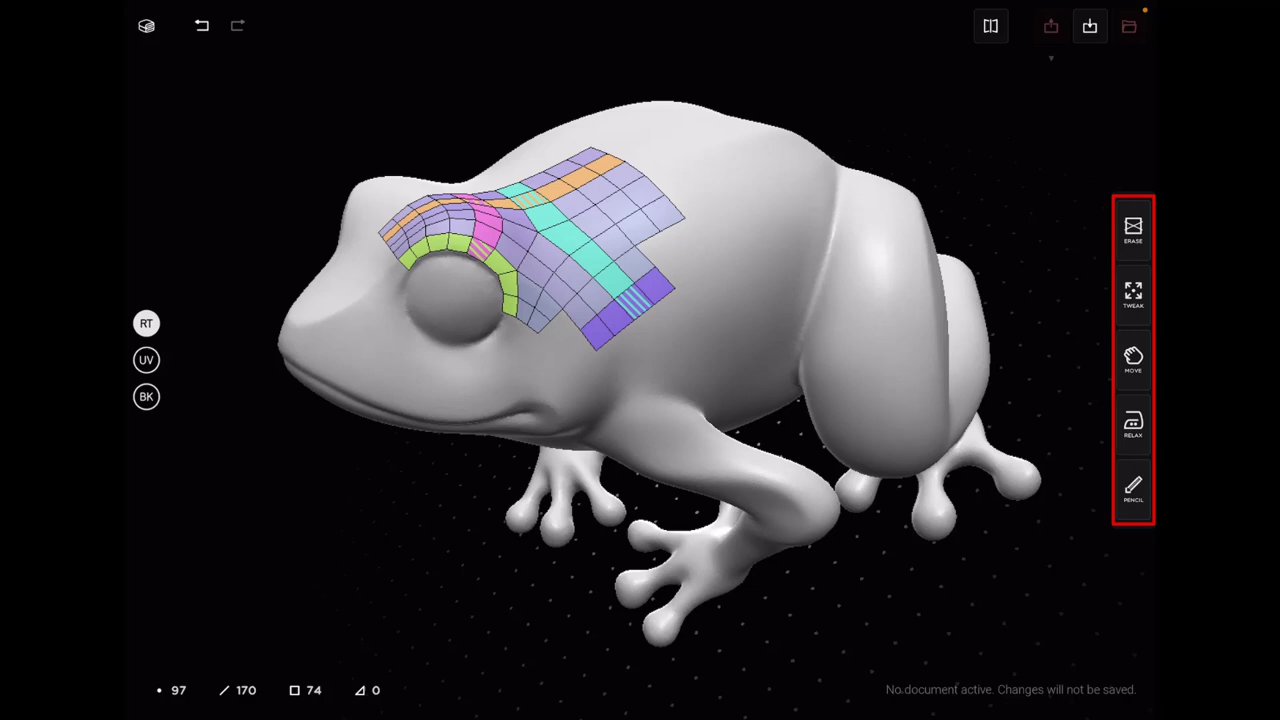 RT
UV
BK
ERASE
TWEAK
MOVE
RELAX
PENCIL
97
170
74
0
No document active. Changes will not be saved.